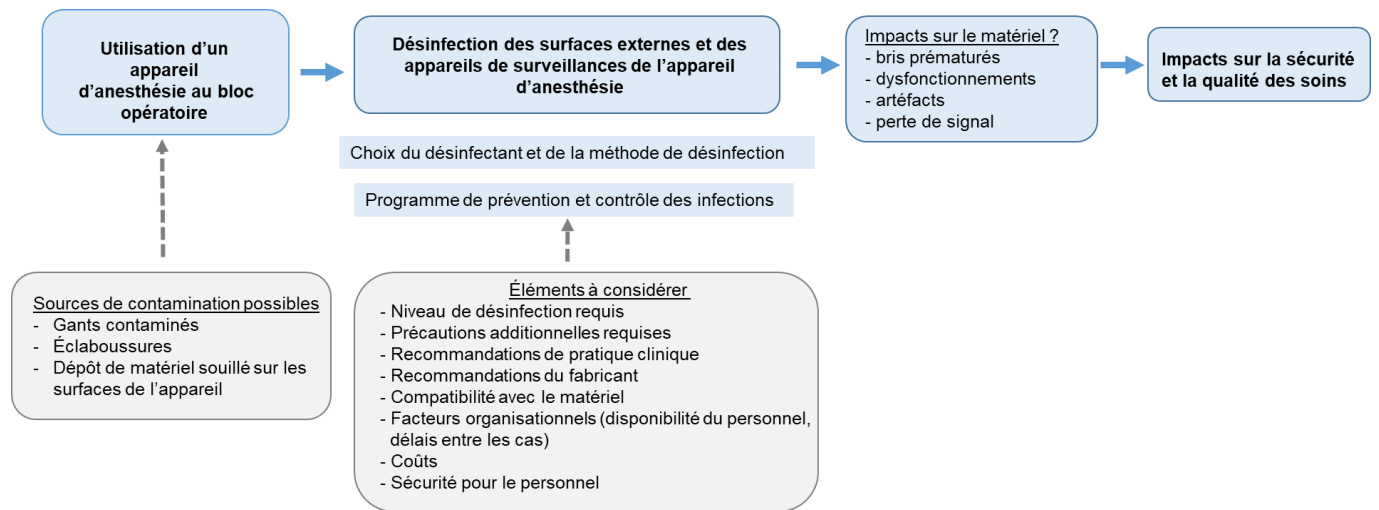 Utilisation d’un
appareil
d’anesthésie au bloc
opératoire
Désinfection des surfaces externes et des
appareils de surveillances de l’appareil
d’anesthésie
Impacts sur le matériel ?
- bris prématurés
- dysfonctionnements
- artéfacts
- perte de signal
Impacts sur la sécurité
et la qualité des soins
Choix du désinfectant et de la méthode de désinfection
Programme de prévention et contrôle des infections
Sources de contamination possibles
- Gants contaminés
- Éclaboussures
- Dépôt de matériel souillé sur les
surfaces de l’appareil
Éléments à considérer
- Niveau de désinfection requis
- Précautions additionnelles requises
- Recommandations de pratique clinique
- Recommandations du fabricant
- Compatibilité avec le matériel
- Facteurs organisationnels (disponibilité du personnel,
délais entre les cas)
- Coûts
- Sécurité pour le personnel